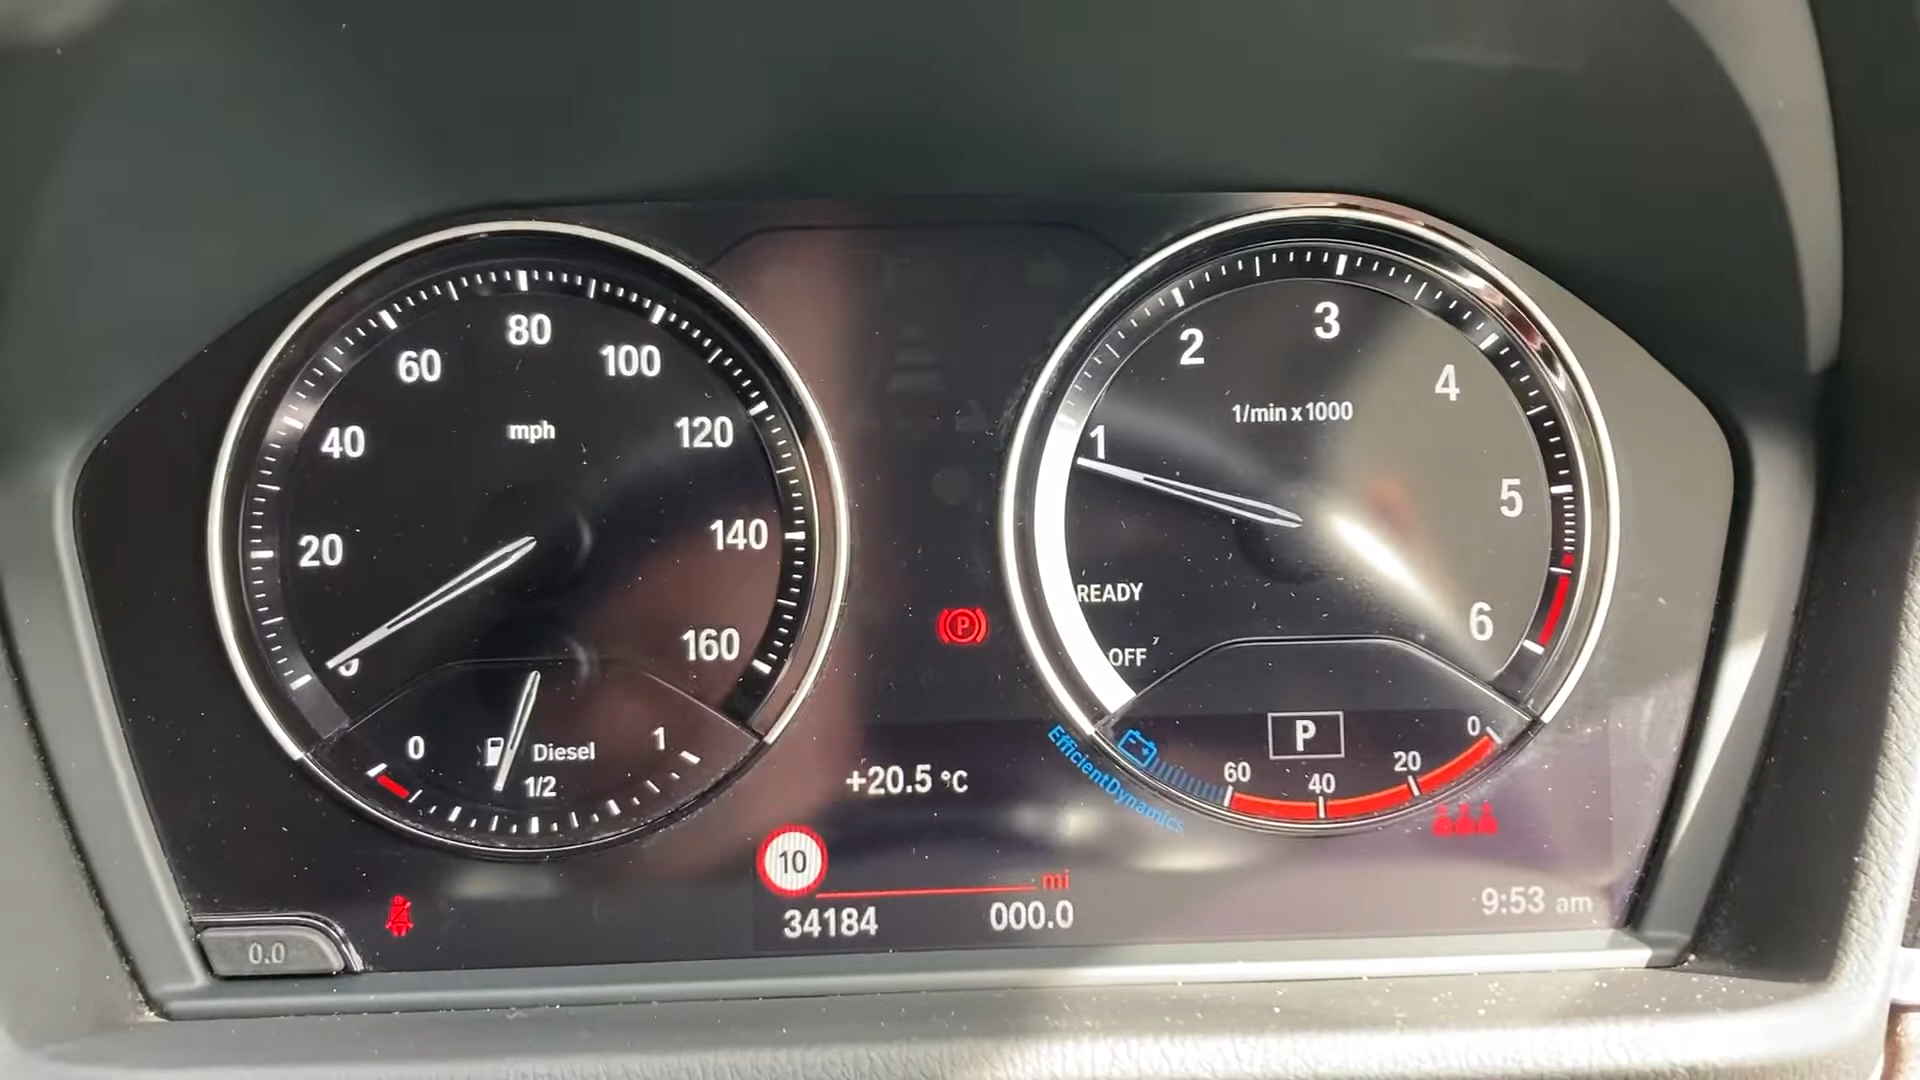 80
60
100
mph
40
120
20
140
0
160
0
Diesel
1
1/2
3
2
4
1/min x 1000
1
5
READY
6
OFF
P
P
0
60
20
40
EfficientDynamics
+20.5 °C
10
mi
34184
000.0
9:53 am
0.0